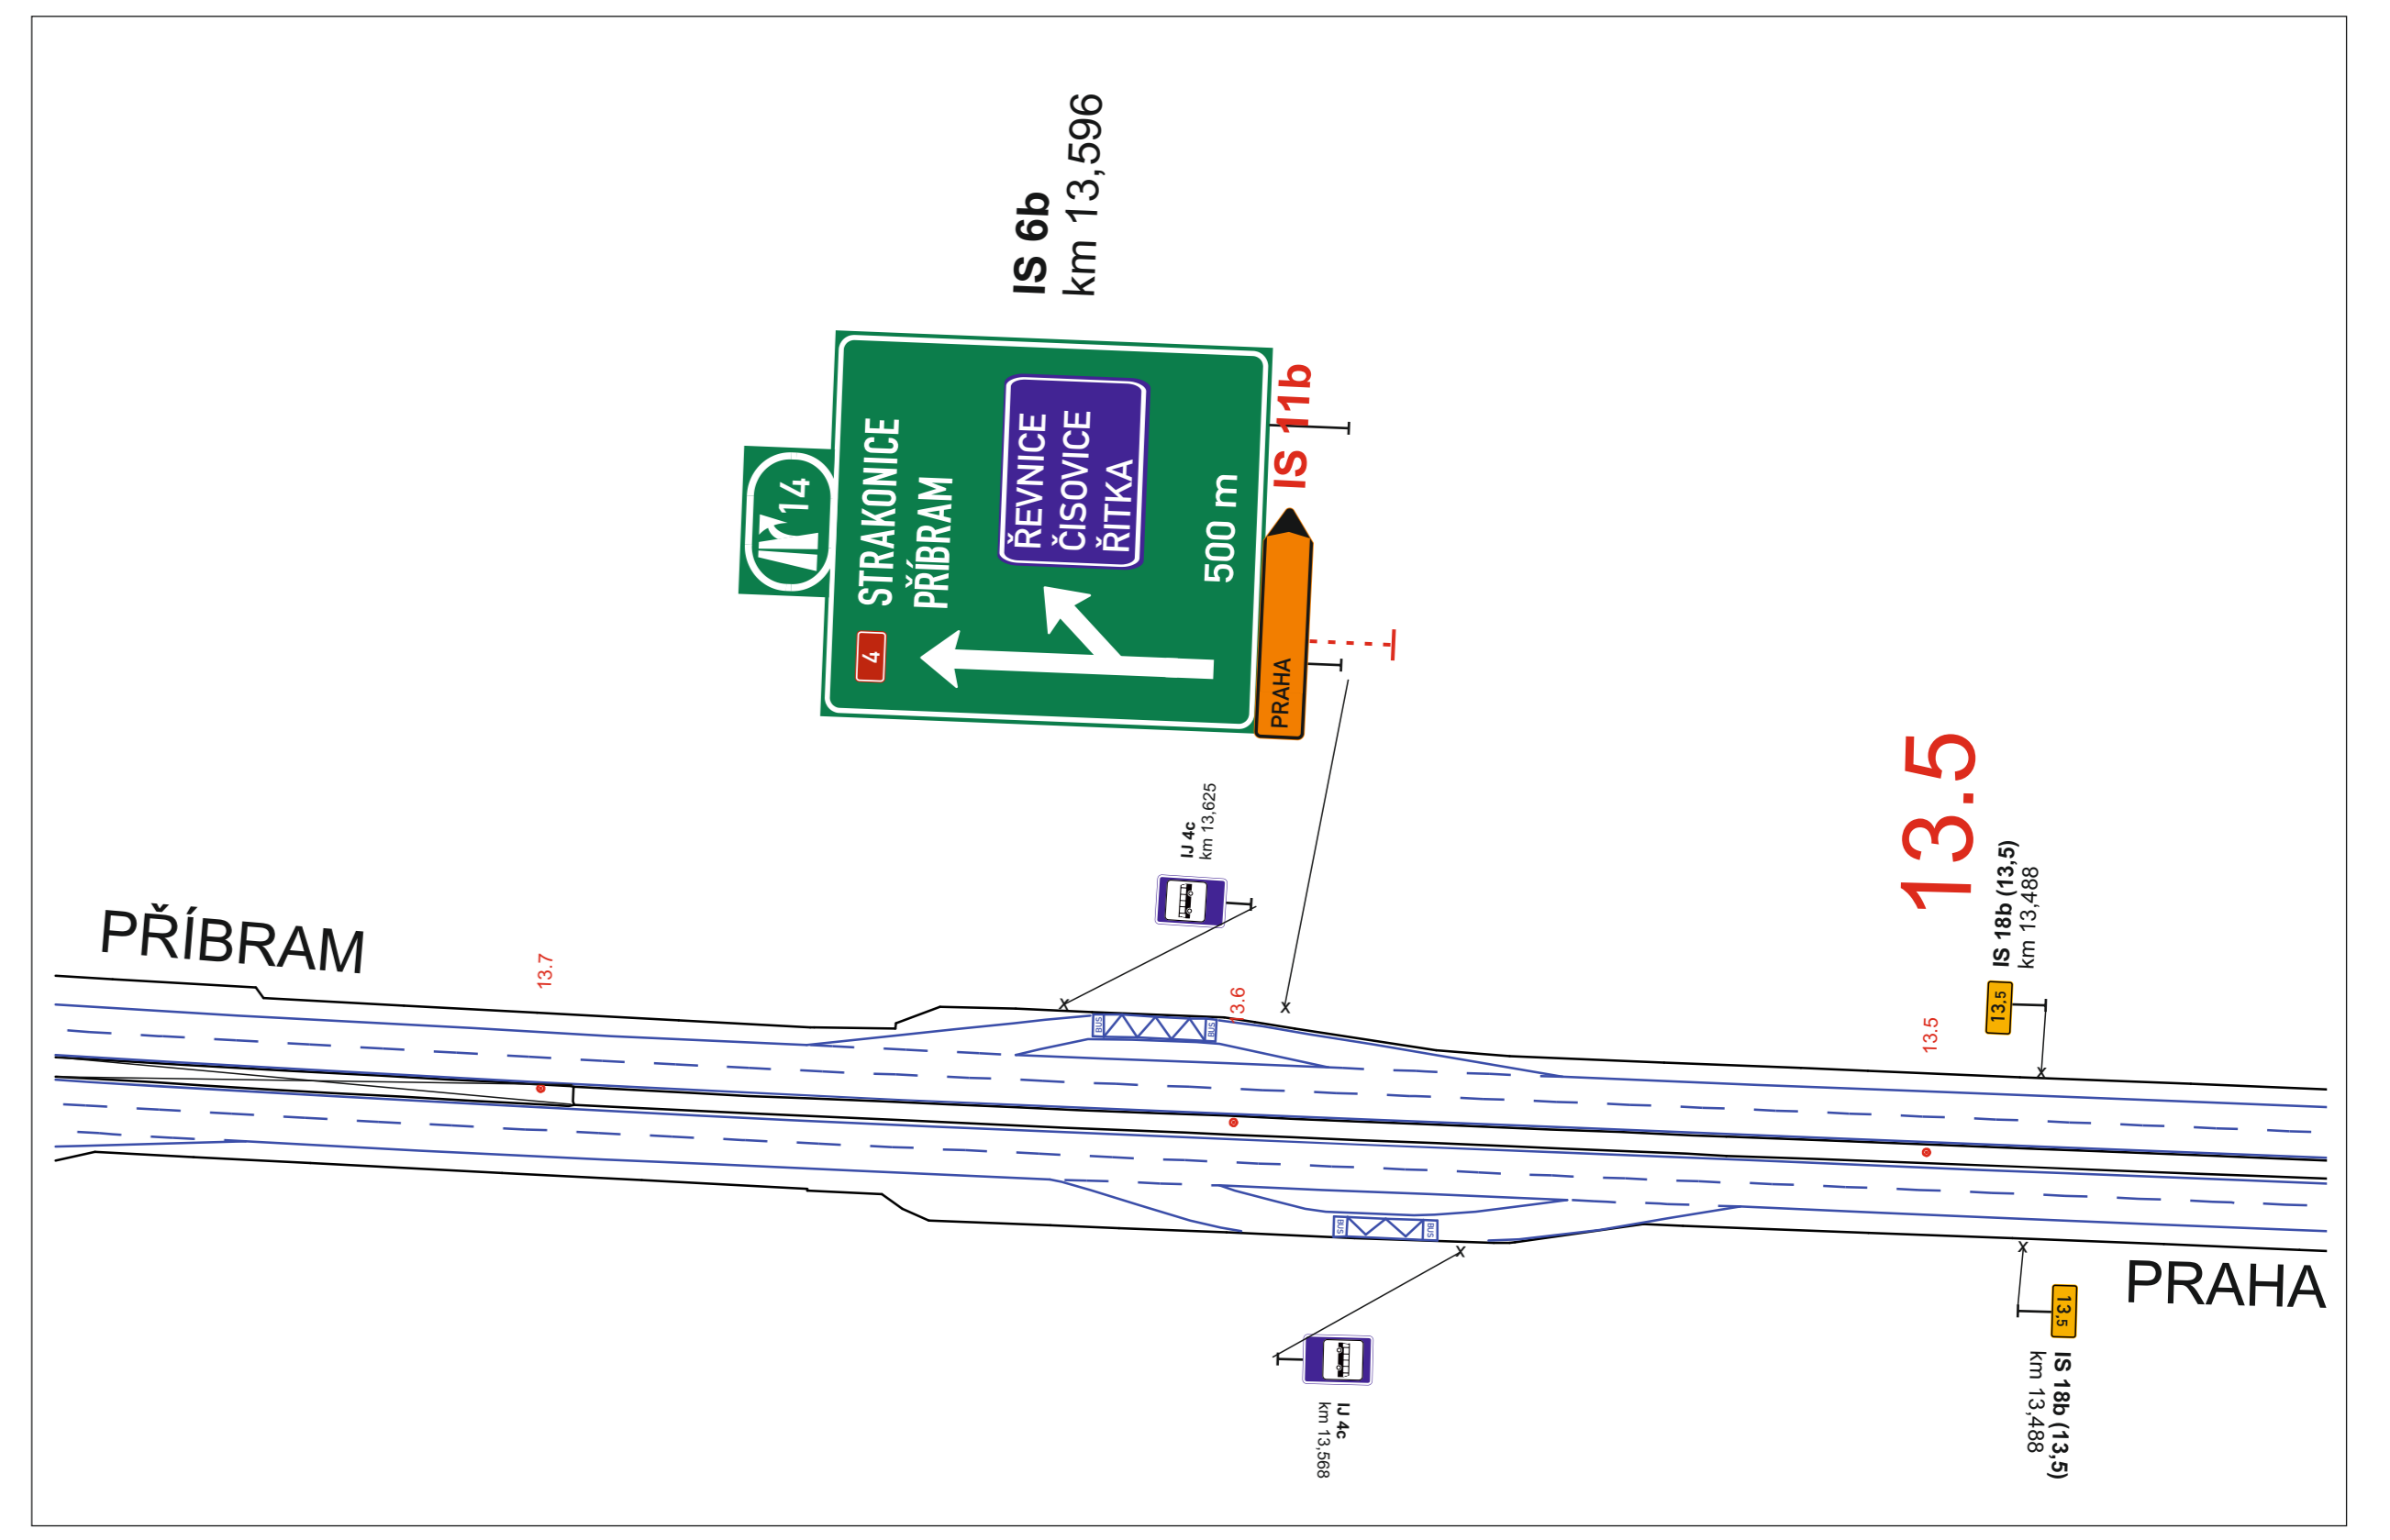 IS 6b
km 13,596
14
4 STRAKONICE
PŘÍBRAM
ŘEVNICE
ČISOVICE
ŘITKA
500 m
IS 11b
PRAHA
IJ 4c
km 13,625
13.5
IS 18b (13,5)
km 13,488
13,5
PŘÍBRAM
13.7
13.6
13.5
BUS
BUS
BUS
BUS
PRAHA
13,5
IS 18b (13,5)
km 13,488
IJ 4c
km 13,568